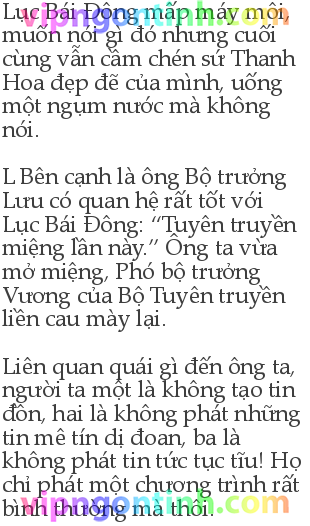 Lục Bái Đông mấp máy môi,
muốn nói gì đó nhưng cuối
cùng vẫn cầm chén sứ Thanh
Hoa đẹp đẽ của mình, uống
một ngụm nước mà không
nói.
L Bên cạnh là ông Bộ trưởng
Lưu có quan hệ rất tốt với
Lục Bái Đông: “Tuyên truyền
miệng lần này.” Ông ta vừa
mở miệng, Phó bộ trưởng
Vương của Bộ Tuyên truyền
liền cau mày lại.
Liên quan quái gì đến ông ta,
người ta một là không tạo tin
đồn, hai là không phát những
tin mê tín dị đoan, ba là
không phát tin tức tục tĩu! Họ
chỉ phát một chương trình rất
bình thường mà thôi.
vipngontinh.com
vipngontinh.com